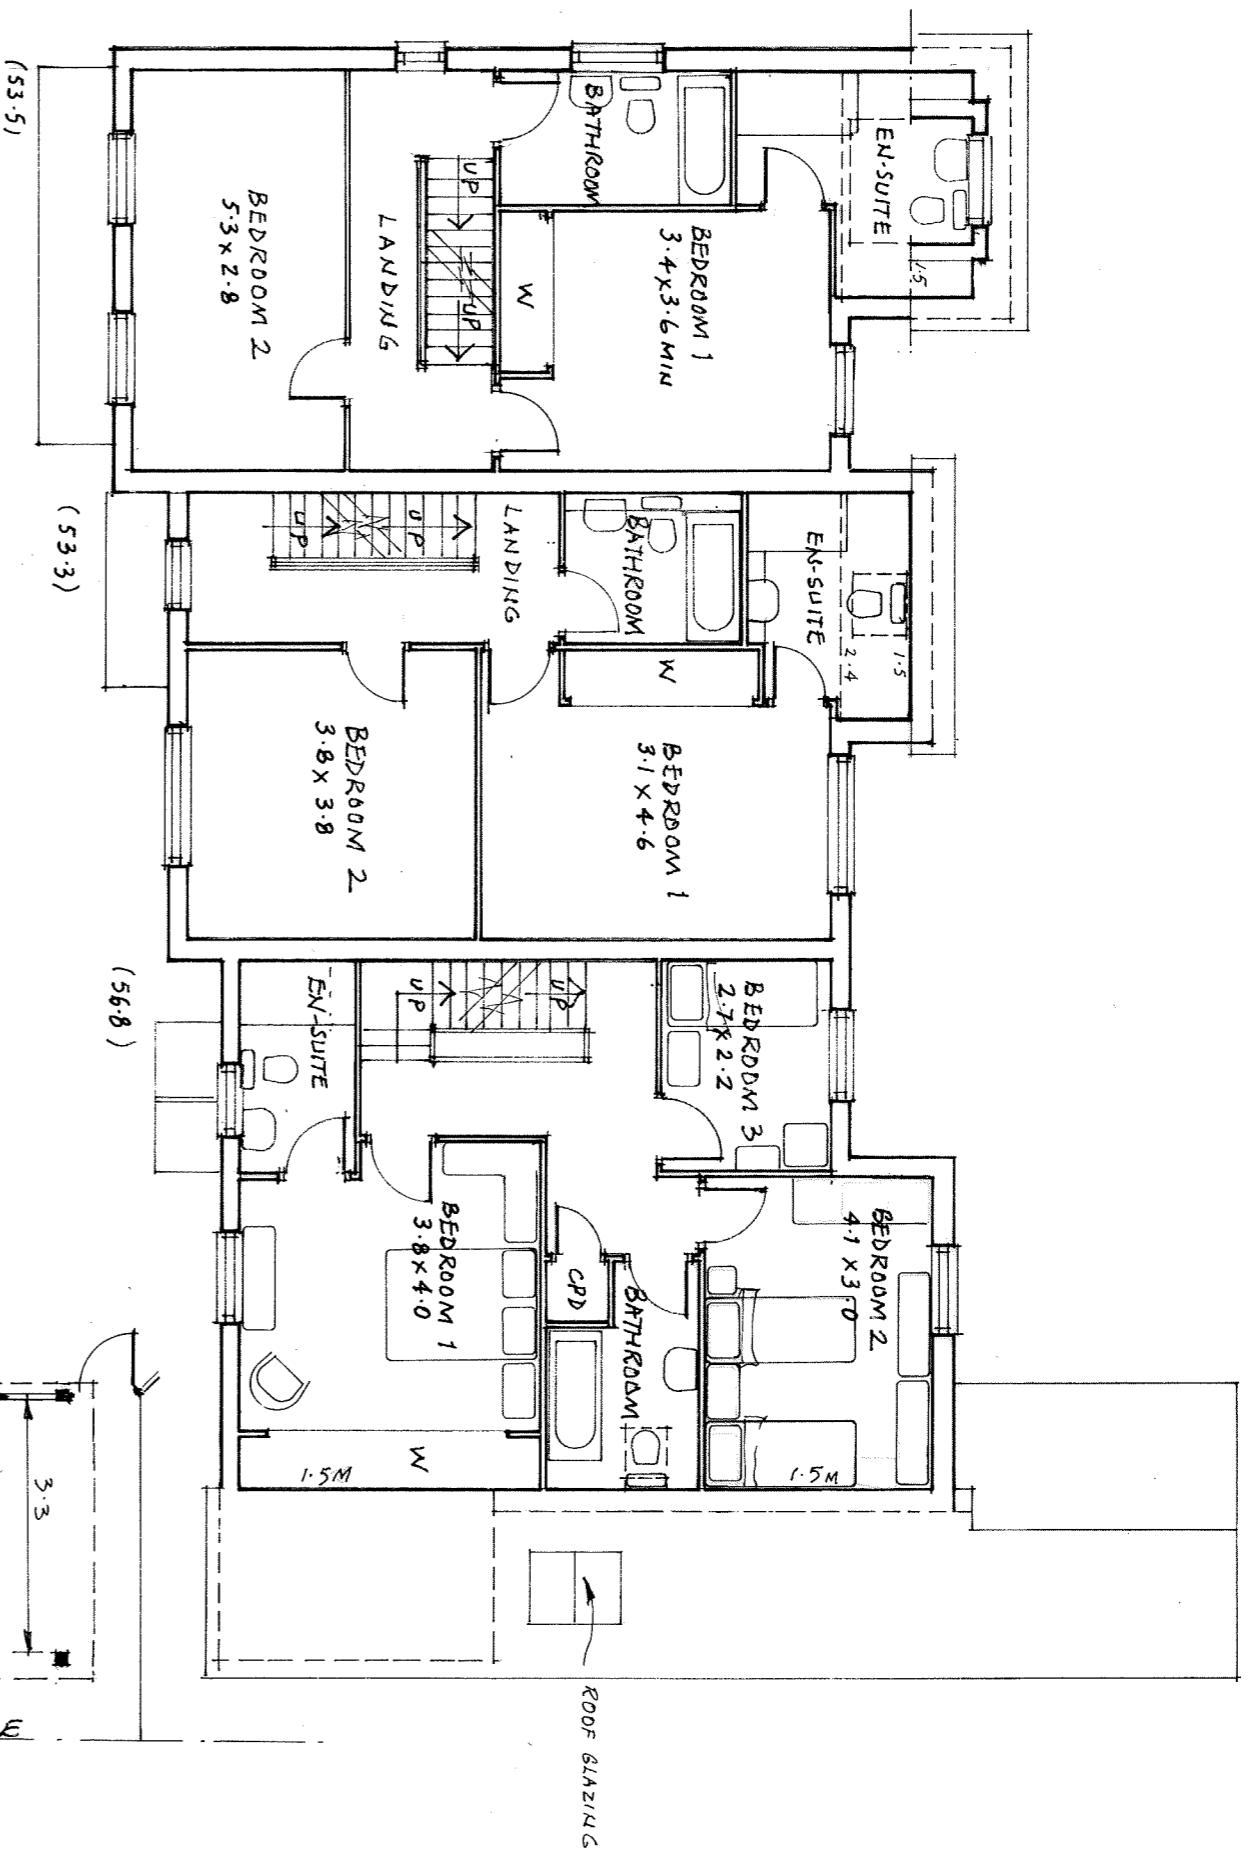 EN-SUITE
1.5
BATHROOM
UP
UP
BEDROOM 1
3.4 x 3.6 MIN
W
LANDING
BEDROOM 2
5.3 x 2.8
(53.5)
EN-SUITE
1.5
2.4
BATHROOM
W
LANDING
UP
UP
BEDROOM 1
3.1 x 4.6
BEDROOM 2
3.8 x 3.8
(53.3)
BEDROOM 3
2.7 x 2.2
UP
UP
EN-SUITE
BEDROOM 2
4.1 x 3.0
1.5M
CPD
BATHROOM
BEDROOM 1
3.8 x 4.0
W
1.5M
(56.8)
ROOF GLAZING
3.3
E